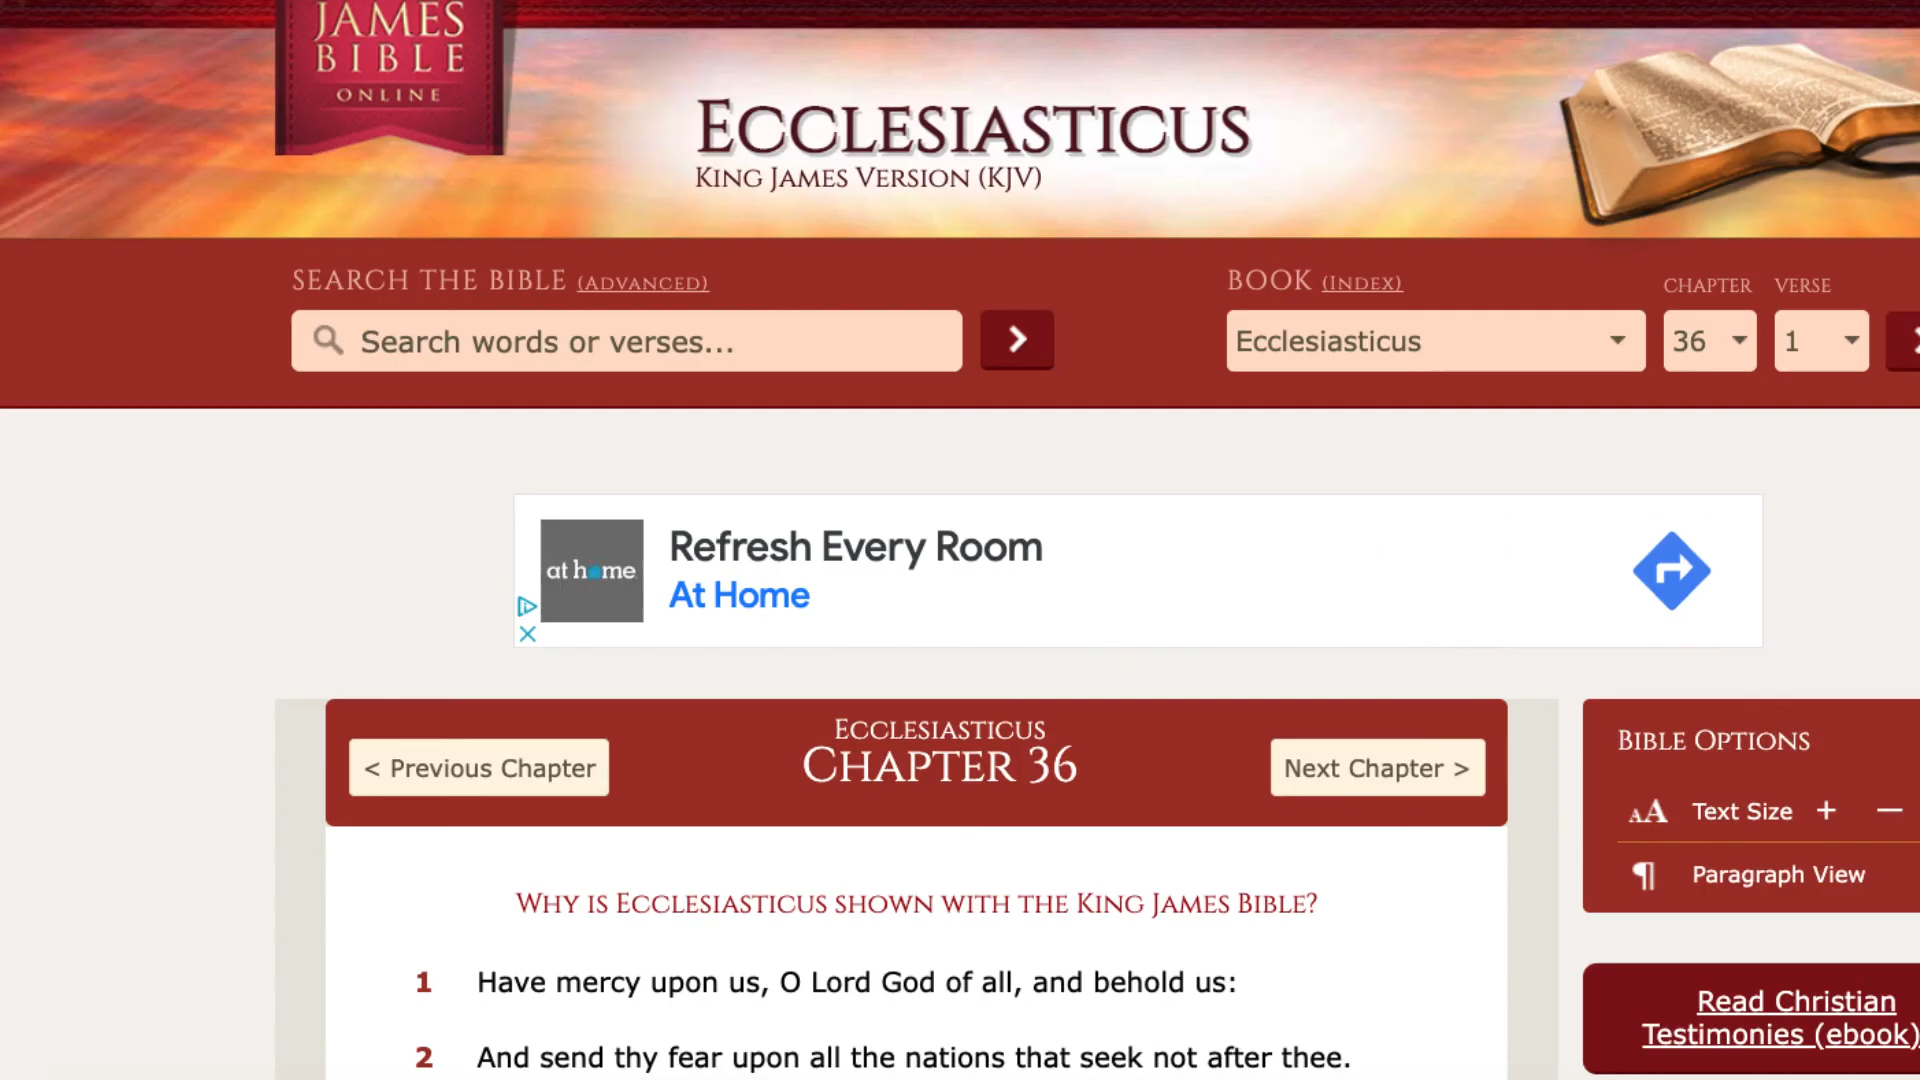 JAMES
BIBLE
ONLINE
Ecclesiasticus
King James Version (KJV)
SEARCH THE BIBLE (Advanced)
Search words or verses...
BOOK (Index)
CHAPTER
VERSE
Ecclesiasticus
36
1
at home
Refresh Every Room
At Home
< Previous Chapter
Ecclesiasticus
Chapter 36
Next Chapter >
Why is Ecclesiasticus shown with the King James Bible?
1 Have mercy upon us, O Lord God of all, and behold us:
2 And send thy fear upon all the nations that seek not after thee.
Bible Options
AA Text Size + −
¶ Paragraph View
Read Christian
Testimonies (ebook)